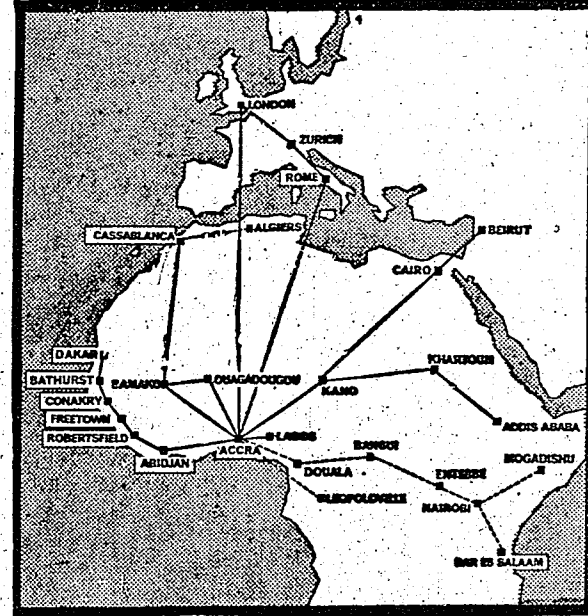 LONDON
ZURICH
ROME
CASSABLANCA
ALGIERS
BEIRUT
CAIRO
DAKAR
BATHURST
BAMAKO
OUAGADOUGOU
KANO
KHARTOUM
CONAKRY
FREETOWN
ROBERTSFIELD
ADDIS ABABA
LAGOS
ACCRA
ABIDJAN
BANGUI
DOUALA
MOGADISHU
ENTEBBE
LEOPOLDVILLE
NAIROBI
DAR ES SALAAM